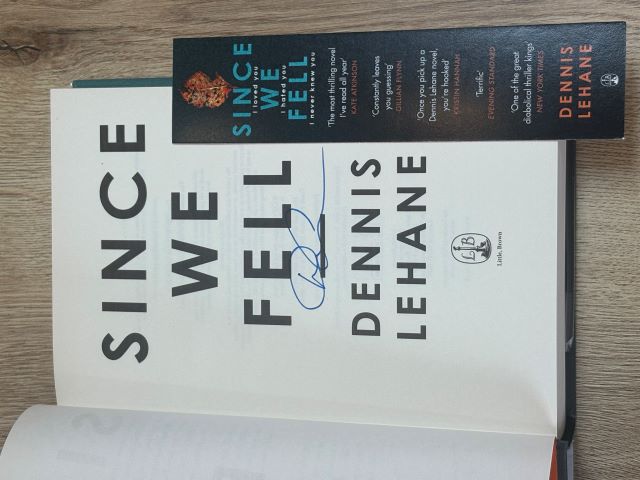 SINCE
I loved you
WE
I hated you
FELL
I never knew you
'The most thrilling novel
I've read all year'
KATE ATKINSON
'Constantly leaves
you guessing'
GILLIAN FLYNN
'Once you pick up a
Dennis Lehane novel,
you're hooked'
KRISTIN HANNAH
'Terrific'
EVENING STANDARD
'One of the great
diabolical thriller kings'
NEW YORK TIMES
DENNIS
LEHANE
SINCE
WE
FELL
DENNIS
LEHANE
LB
Little, Brown